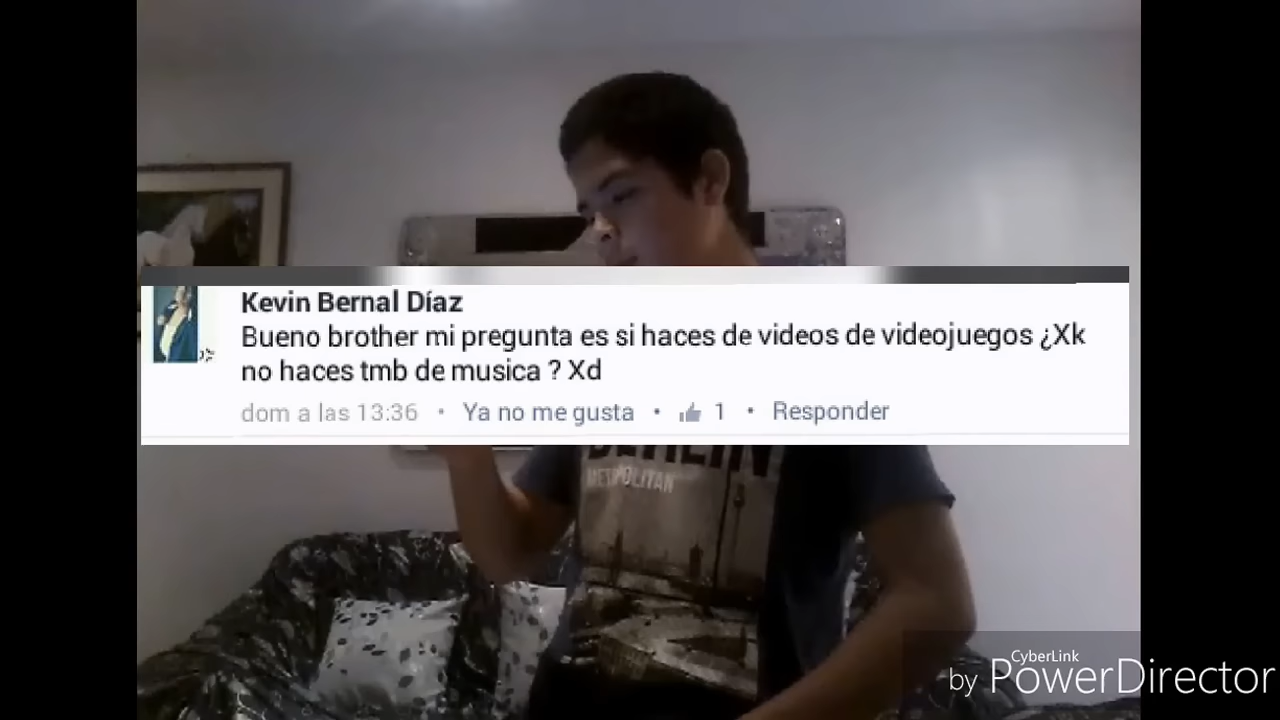 Kevin Bernal Díaz
Bueno brother mi pregunta es si haces de videos de videojuegos ¿Xk
no haces tmb de musica ? Xd
dom a las 13:36 • Ya no me gusta • 1 • Responder
BERLIN
METROPOLITAN
CyberLink
by PowerDirector